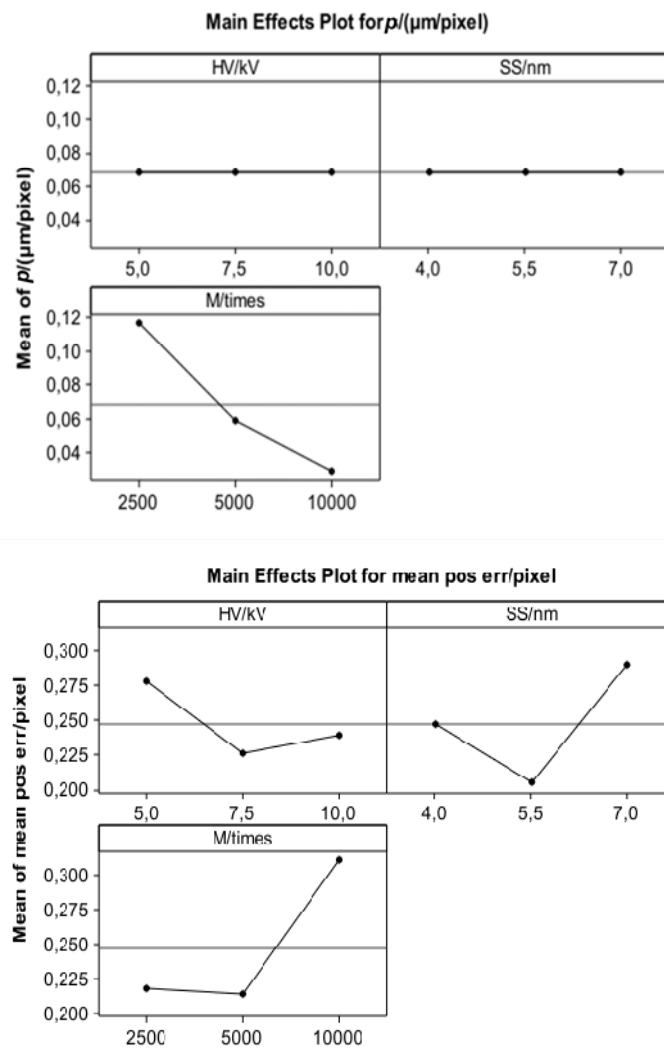 Main Effects Plot for p/(µm/pixel)
HV/kV SS/nm
0,12
0,10
0,08
0,06
0,04
5,0 7,5 10,0 4,0 5,5 7,0
M/times
0,12
0,10
0,08
0,06
0,04
2500 5000 10000
Mean of p/(µm/pixel)
Main Effects Plot for mean pos err/pixel
HV/kV SS/nm
0,300
0,275
0,250
0,225
0,200
5,0 7,5 10,0 4,0 5,5 7,0
M/times
0,300
0,275
0,250
0,225
0,200
2500 5000 10000
Mean of mean pos err/pixel